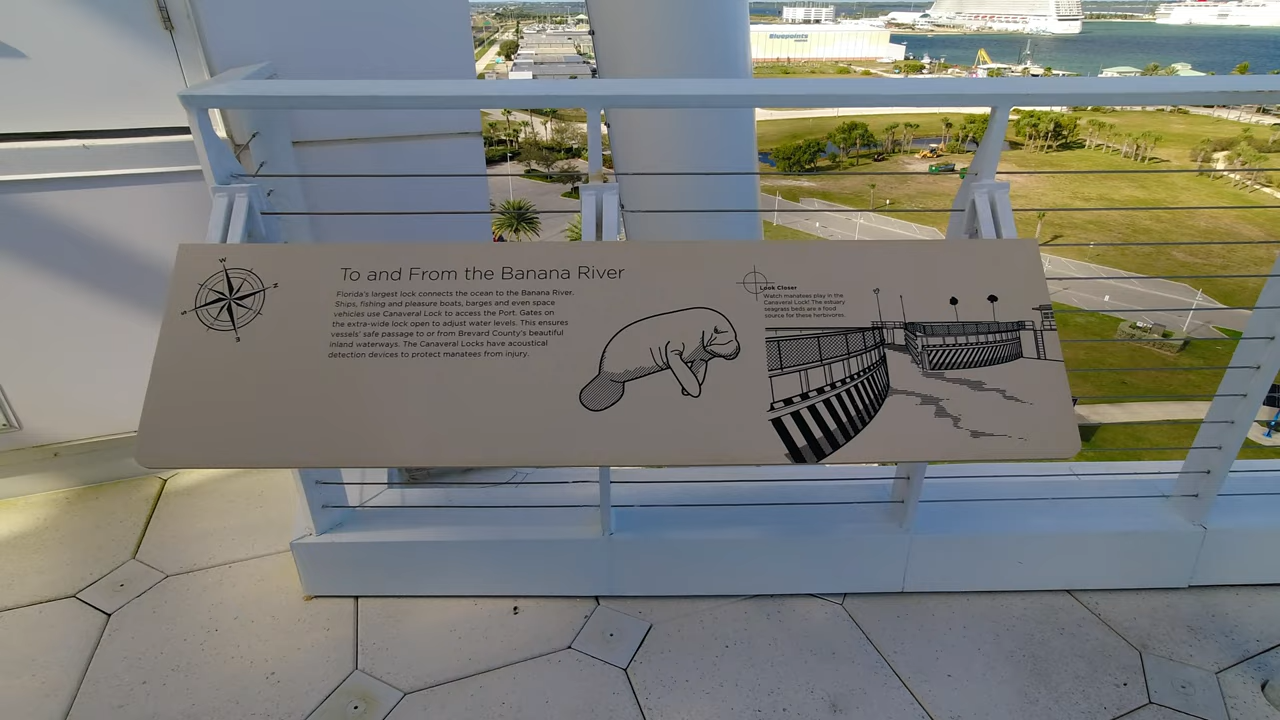 Bluepoints
W
N
S
E
To and From the Banana River
Florida's largest lock connects the ocean to the Banana River.
Ships, fishing and pleasure boats, barges and even space
vehicles use Canaveral Lock to access the Port. Gates on
the extra-wide lock open to adjust water levels. This ensures
vessels' safe passage to or from Brevard County's beautiful
inland waterways. The Canaveral Locks have acoustical
detection devices to protect manatees from injury.
Look Closer
Watch manatees play in the
Canaveral Lock! The estuary
seagrass beds are a food
source for these herbivores.